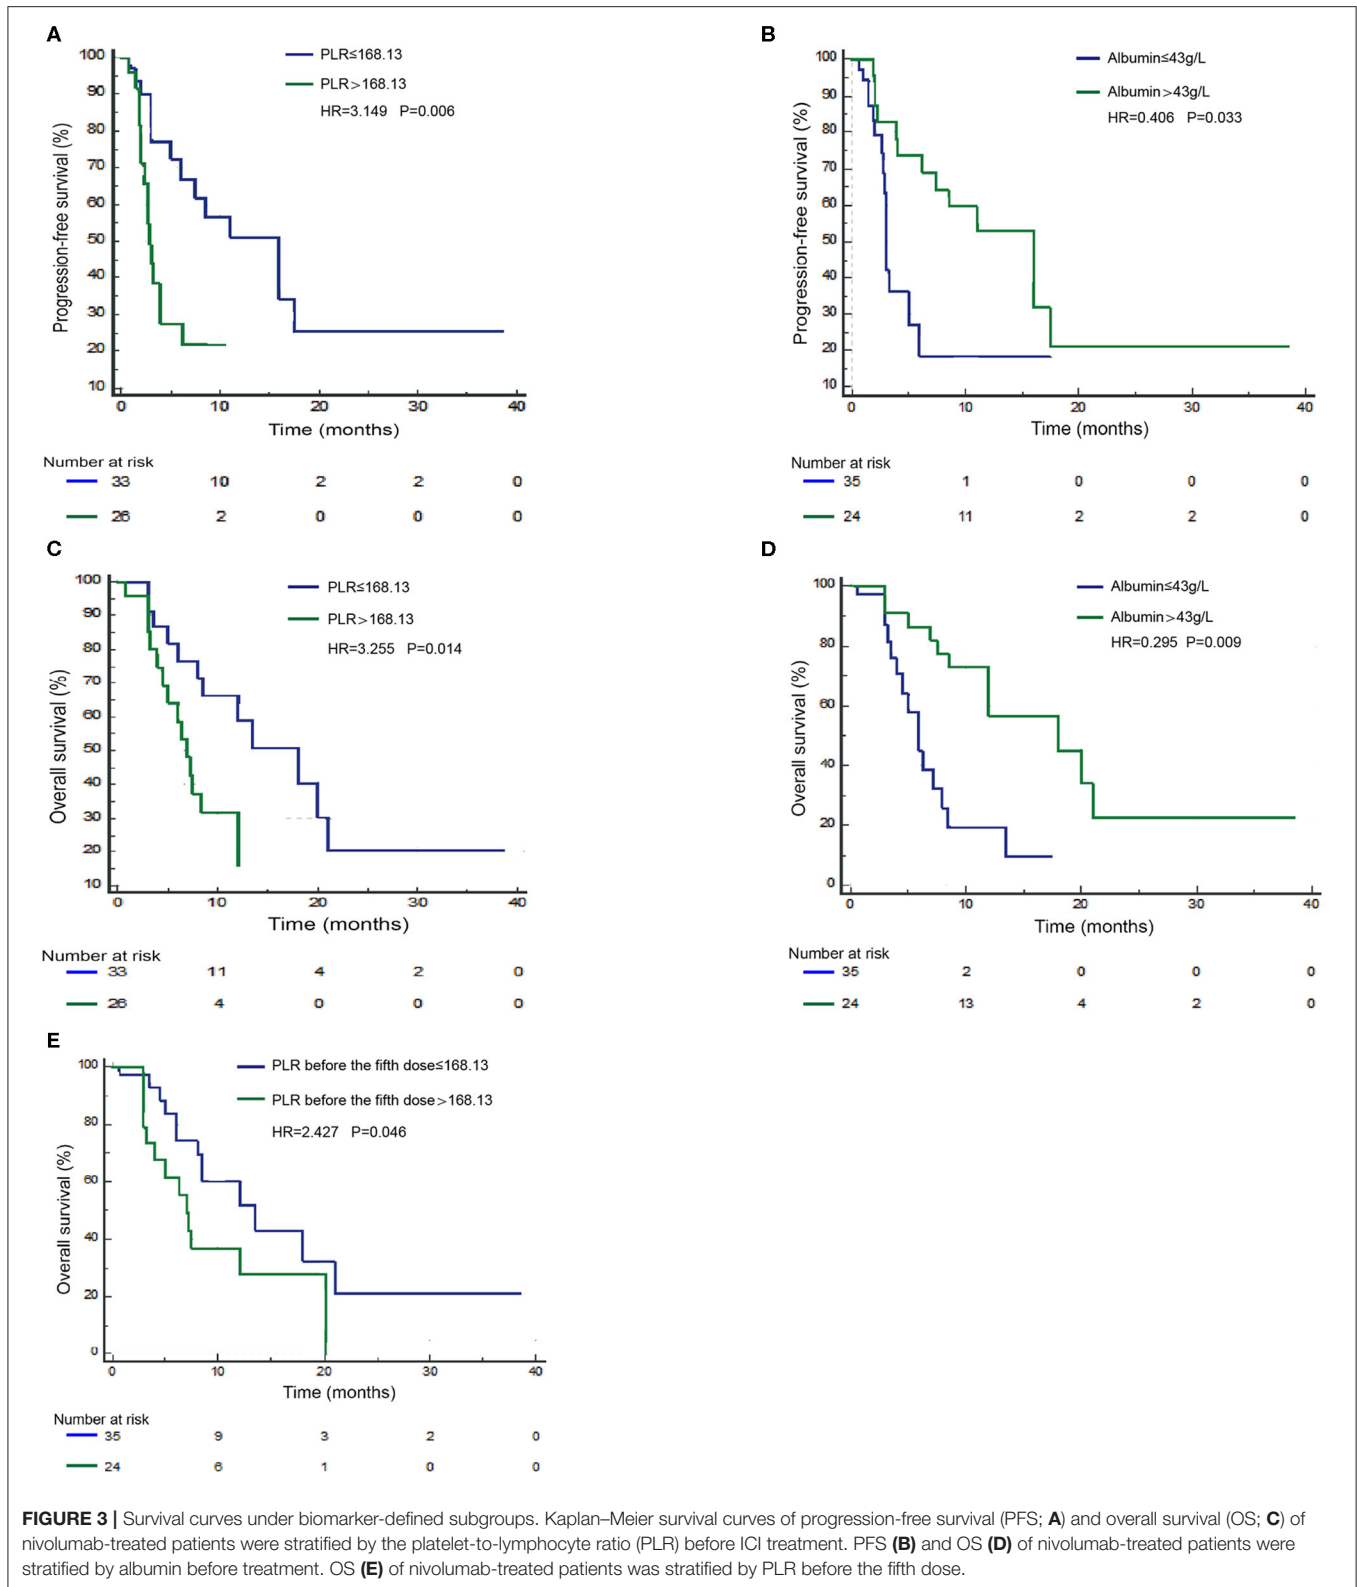 A
PLR≤168.13
PLR>168.13
HR=3.149 P=0.006
Progression-free survival (%)
100
90
80
70
60
50
40
30
20
10
0 10 20 30 40
Time (months)
Number at risk
33 10 2 2 0
26 2 0 0 0
B
Albumin≤43g/L
Albumin>43g/L
HR=0.406 P=0.033
Progression-free survival (%)
100
90
80
70
60
50
40
30
20
10
0 10 20 30 40
Time (months)
Number at risk
35 1 0 0 0
24 11 2 2 0
C
PLR≤168.13
PLR>168.13
HR=3.255 P=0.014
Overall survival (%)
100
90
80
70
60
50
40
30
20
10
0 10 20 30 40
Time (months)
Number at risk
33 11 4 2 0
26 4 0 0 0
D
Albumin≤43g/L
Albumin>43g/L
HR=0.295 P=0.009
Overall survival (%)
100
80
60
40
20
0
0 10 20 30 40
Time (months)
Number at risk
35 2 0 0 0
24 13 4 2 0
E
PLR before the fifth dose≤168.13
PLR before the fifth dose>168.13
HR=2.427 P=0.046
Overall survival (%)
100
80
60
40
20
0
0 10 20 30 40
Time (months)
Number at risk
35 9 3 2 0
24 6 1 0 0
FIGURE 3 | Survival curves under biomarker-defined subgroups. Kaplan–Meier survival curves of progression-free survival (PFS; A) and overall survival (OS; C) of
nivolumab-treated patients were stratified by the platelet-to-lymphocyte ratio (PLR) before ICI treatment. PFS (B) and OS (D) of nivolumab-treated patients were
stratified by albumin before treatment. OS (E) of nivolumab-treated patients was stratified by PLR before the fifth dose.